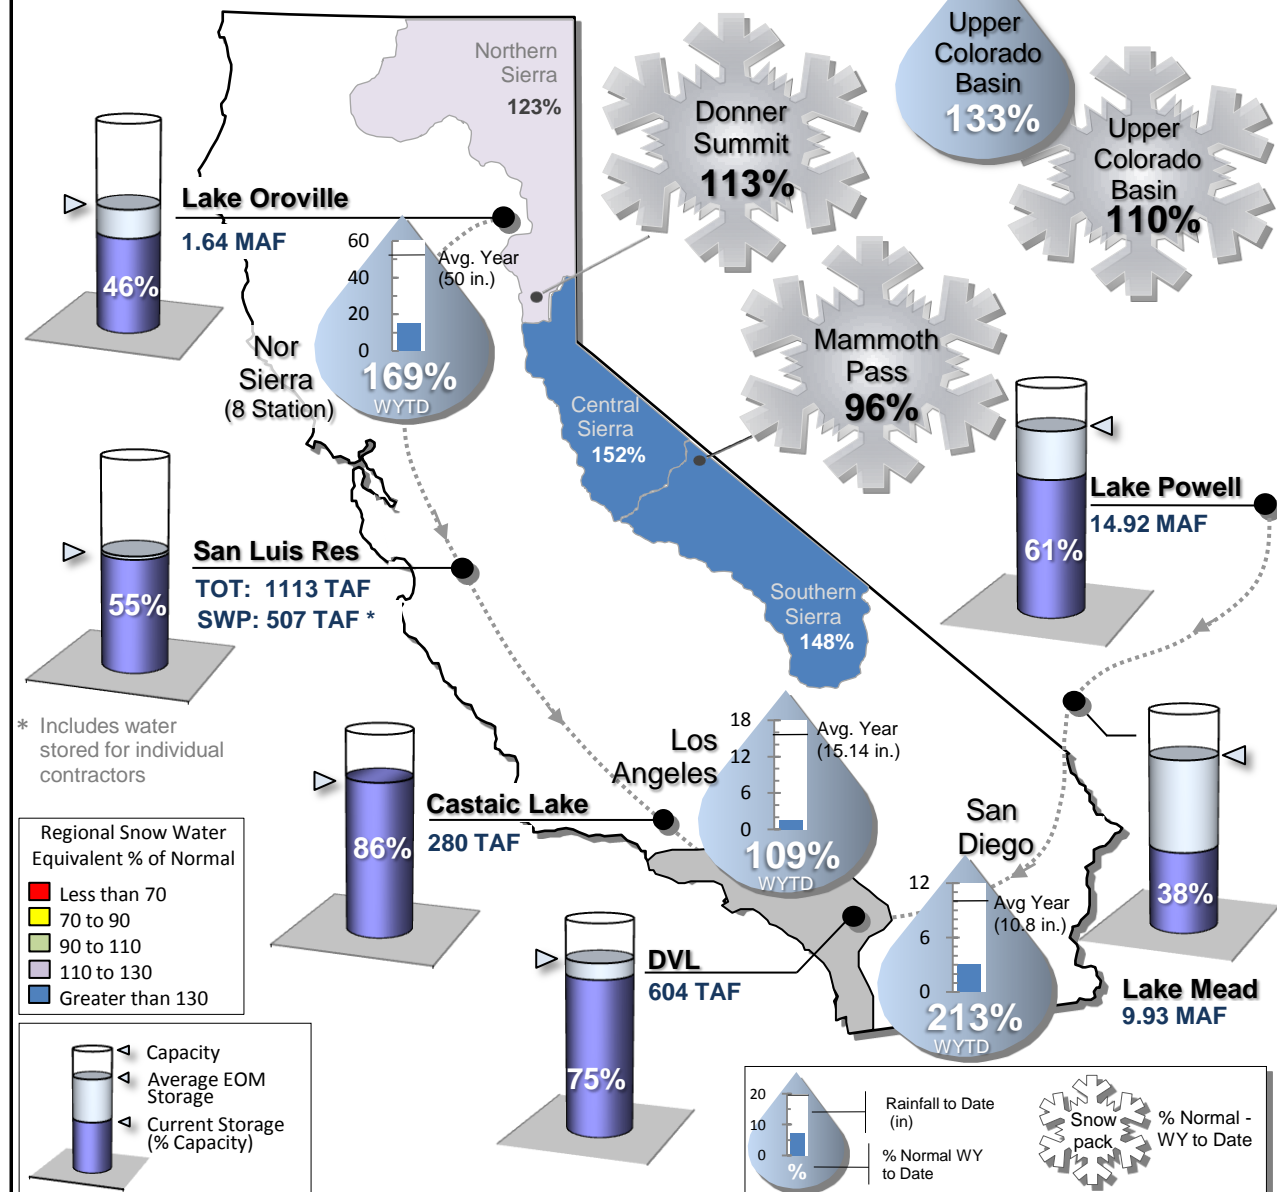 Northern
Sierra
123%
Donner
Summit
113%
Upper
Colorado
Basin
133%
Upper
Colorado
Basin
110%
Lake Oroville
1.64 MAF
46%
60
40
20
0
Avg. Year
(50 in.)
169%
WYTD
Nor
Sierra
(8 Station)
Mammoth
Pass
96%
Central
Sierra
152%
Lake Powell
14.92 MAF
61%
San Luis Res
TOT: 1113 TAF
SWP: 507 TAF *
55%
* Includes water
stored for individual
contractors
Southern
Sierra
148%
Los
Angeles
18
12
6
0
Avg. Year
(15.14 in.)
109%
WYTD
Castaic Lake
280 TAF
86%
San
Diego
12
6
0
Avg Year
(10.8 in.)
213%
WYTD
38%
Lake Mead
9.93 MAF
DVL
604 TAF
75%
Regional Snow Water
Equivalent % of Normal
Less than 70
70 to 90
90 to 110
110 to 130
Greater than 130
Capacity
Average EOM
Storage
Current Storage
(% Capacity)
20
10
0
%
Rainfall to Date
(in)
% Normal WY
to Date
Snow
pack
% Normal -
WY to Date